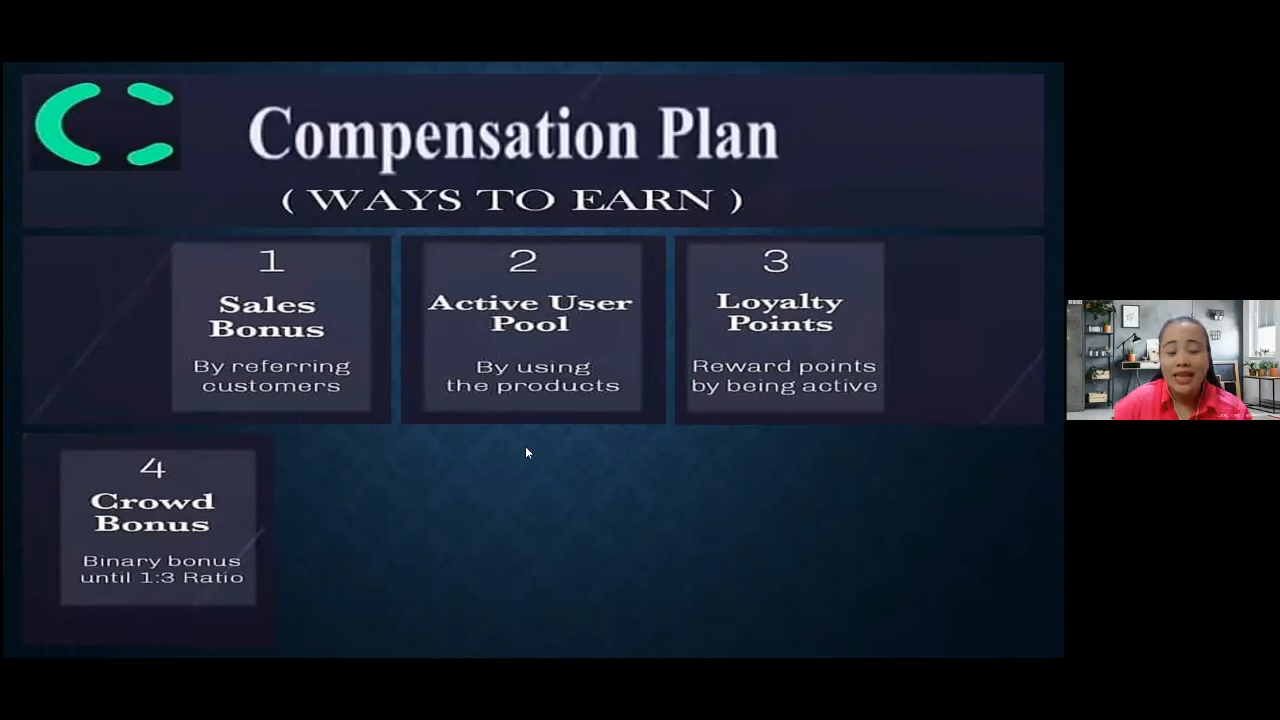 Compensation Plan
( WAYS TO EARN )
1
Sales
Bonus
By referring
customers
2
Active User
Pool
By using
the products
3
Loyalty
Points
Reward points
by being active
4
Crowd
Bonus
Binary bonus
until 1:3 Ratio